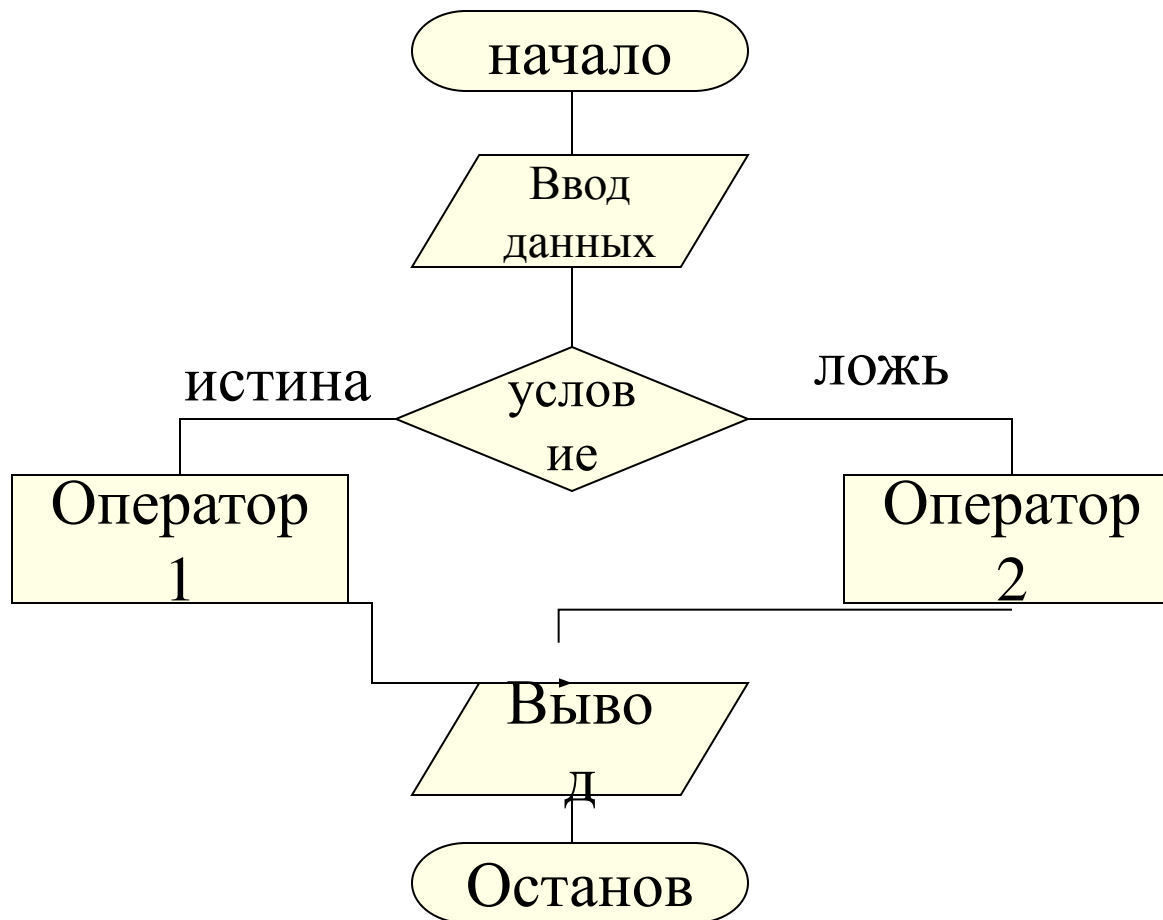 начало
Ввод
данных
истина
ложь
услов
ие
Оператор
1
Оператор
2
Выво
д
Останов